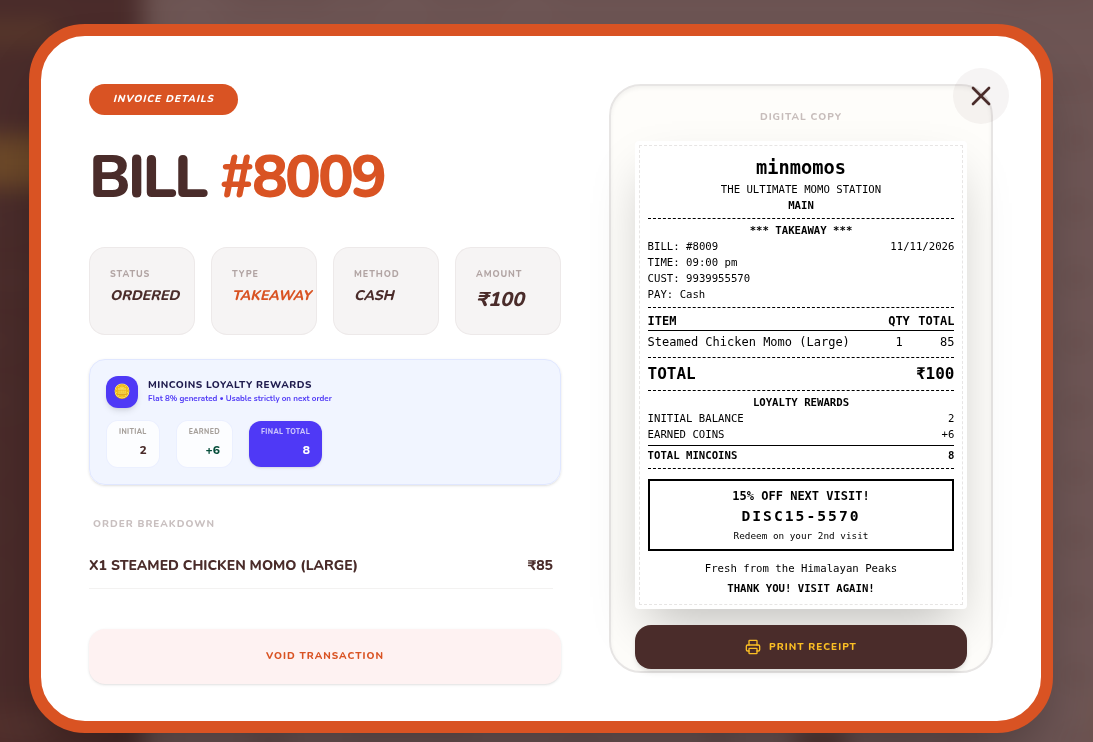 INVOICE DETAILS
BILL #8009
STATUS
ORDERED
TYPE
TAKEAWAY
METHOD
CASH
AMOUNT
₹100
MINCOINS LOYALTY REWARDS
Flat 8% generated • Usable strictly on next order
INITIAL
2
EARNED
+6
FINAL TOTAL
8
ORDER BREAKDOWN
X1 STEAMED CHICKEN MOMO (LARGE) ₹85
VOID TRANSACTION
DIGITAL COPY
minmomos
THE ULTIMATE MOMO STATION
MAIN
*** TAKEAWAY ***
BILL: #8009 11/11/2026
TIME: 09:00 pm
CUST: 9939955570
PAY: Cash
ITEM QTY TOTAL
Steamed Chicken Momo (Large) 1 85
TOTAL ₹100
LOYALTY REWARDS
INITIAL BALANCE 2
EARNED COINS +6
TOTAL MINCOINS 8
15% OFF NEXT VISIT!
DISC15-5570
Redeem on your 2nd visit
Fresh from the Himalayan Peaks
THANK YOU! VISIT AGAIN!
PRINT RECEIPT